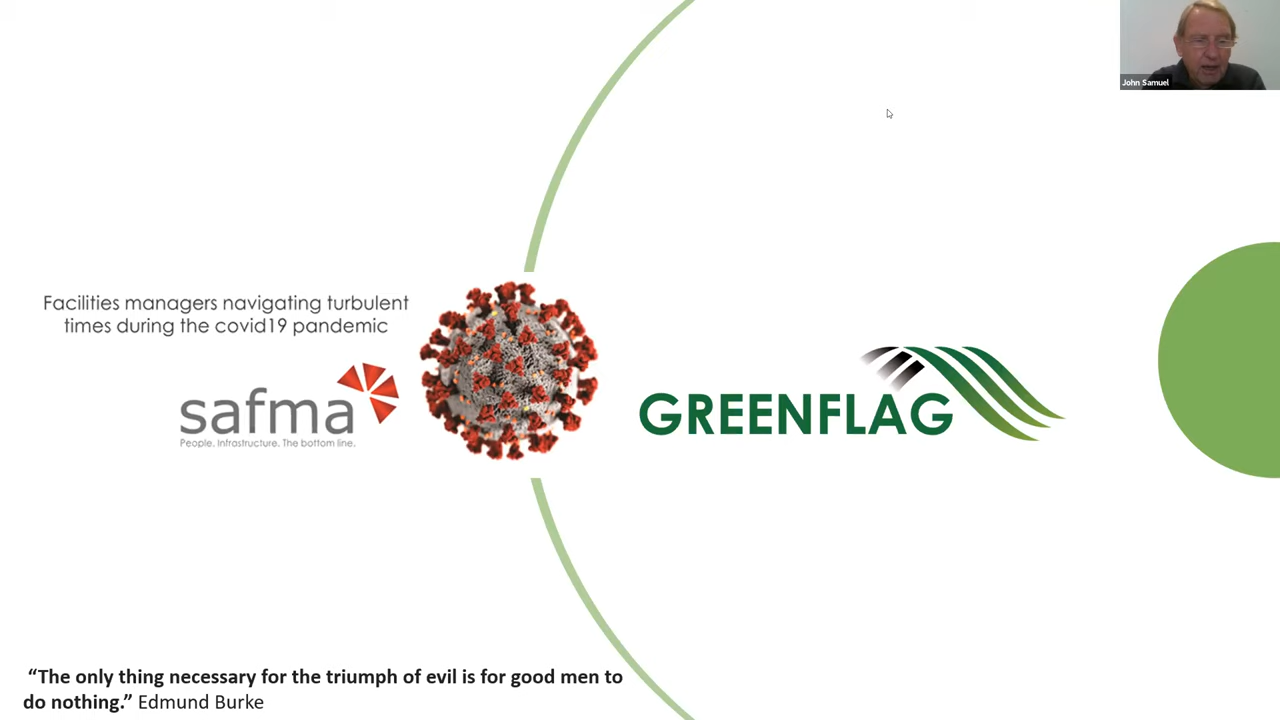 John Samuel
Facilities managers navigating turbulent
times during the covid19 pandemic
safma
People. Infrastructure. The bottom line.
GREENFLAG
“The only thing necessary for the triumph of evil is for good men to
do nothing.” Edmund Burke